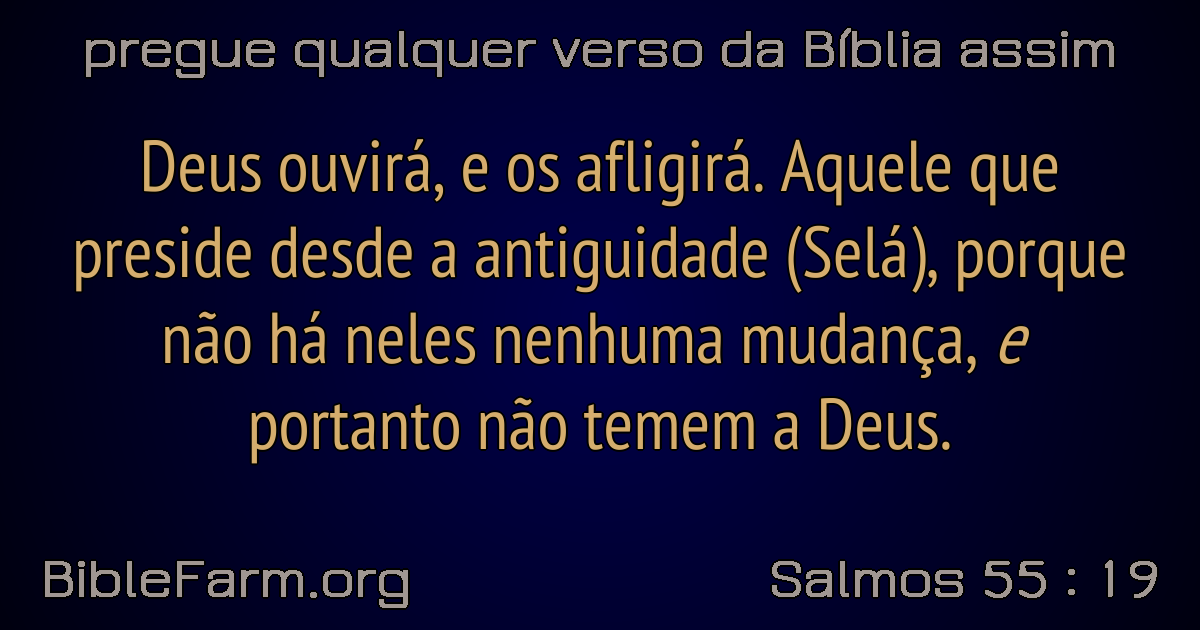 pregue qualquer verso da Bíblia assim
Deus ouvirá, e os afligirá. Aquele que
preside desde a antiguidade (Selá), porque
não há neles nenhuma mudança, e
portanto não temem a Deus.
BibleFarm.org
Salmos 55 : 19